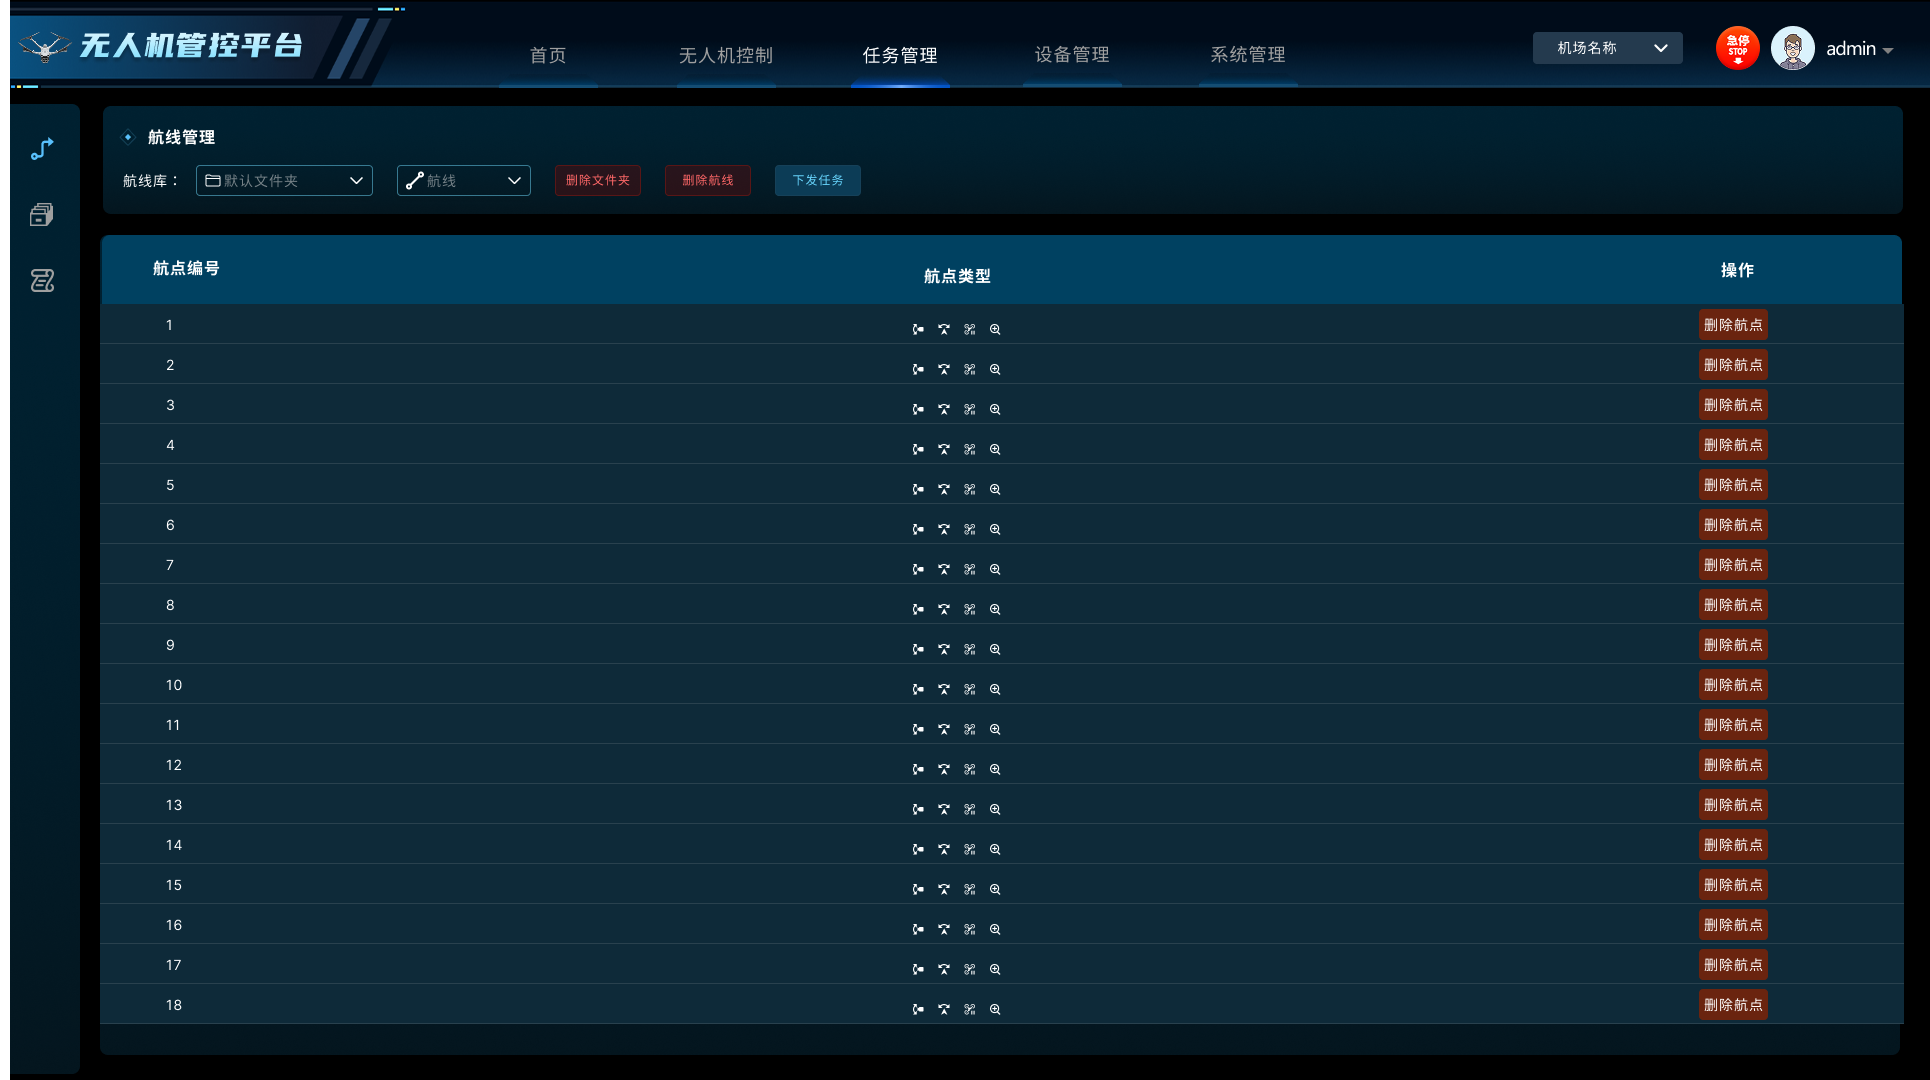 无人机管控平台
首页 无人机控制 任务管理 设备管理 系统管理
机场名称
急停
STOP
admin
航线管理
航线库： 默认文件夹 航线 删除文件夹 删除航线 下发任务
航点编号 航点类型 操作
1 删除航点
2 删除航点
3 删除航点
4 删除航点
5 删除航点
6 删除航点
7 删除航点
8 删除航点
9 删除航点
10 删除航点
11 删除航点
12 删除航点
13 删除航点
14 删除航点
15 删除航点
16 删除航点
17 删除航点
18 删除航点